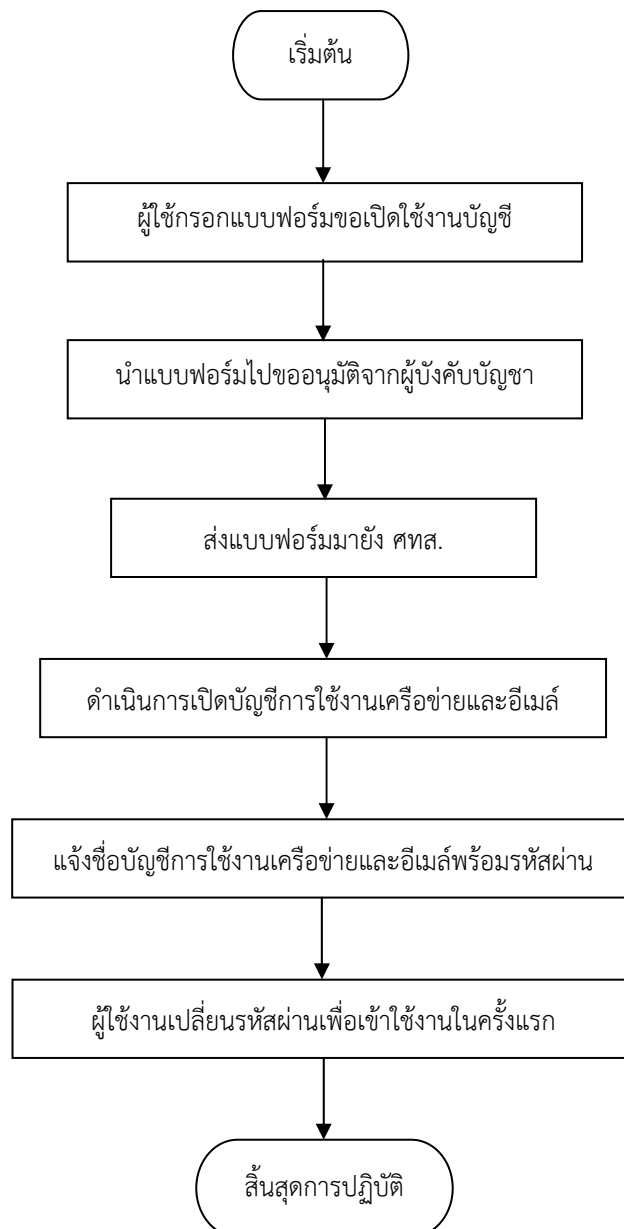 เริ่มต้น
ผู้ใช้กรอกแบบฟอร์มขอเปิดใช้งานบัญชี
นำแบบฟอร์มไปขออนุมัติจากผู้บังคับบัญชา
ส่งแบบฟอร์มมายัง ศทส.
ดำเนินการเปิดบัญชีการใช้งานเครือข่ายและอีเมล์
แจ้งชื่อบัญชีการใช้งานเครือข่ายและอีเมล์พร้อมรหัสผ่าน
ผู้ใช้งานเปลี่ยนรหัสผ่านเพื่อเข้าใช้งานในครั้งแรก
สิ้นสุดการปฏิบัติ